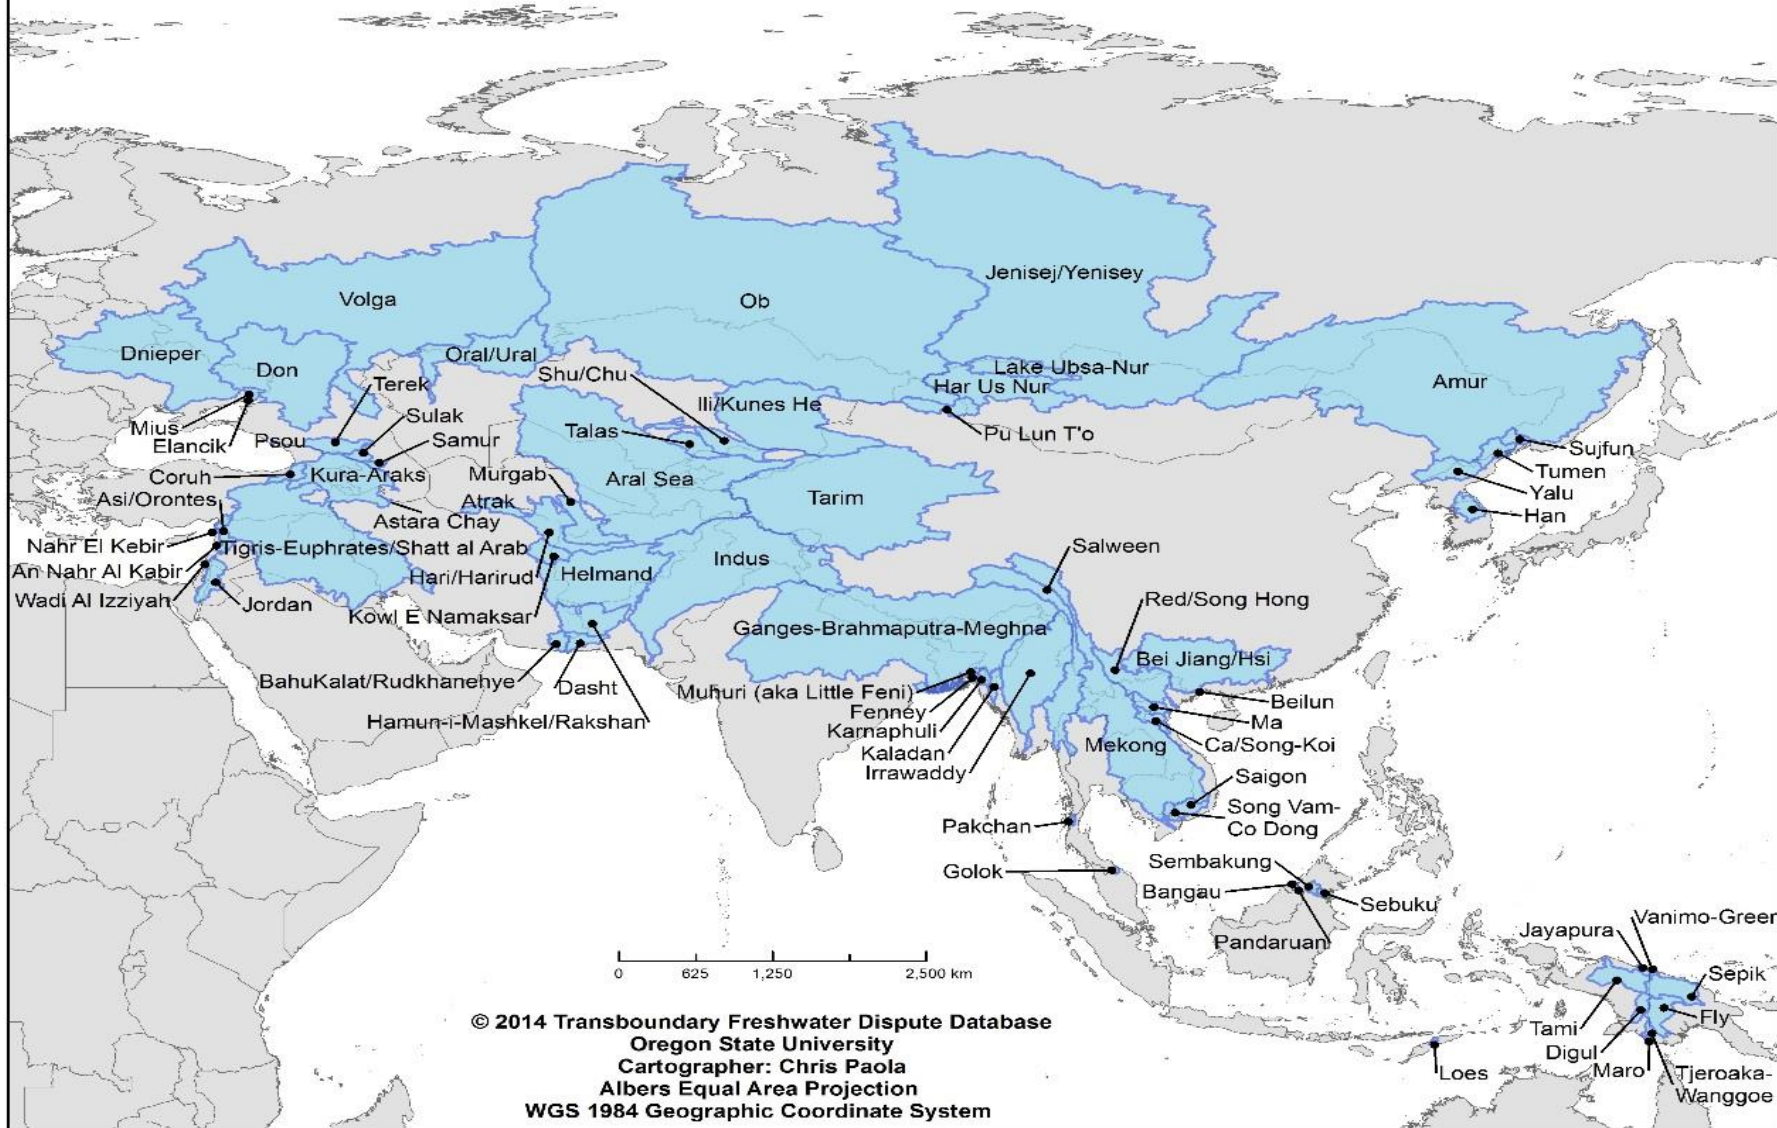 Jenisej/Yenisey
Volga
Ob
Dnieper
Don
Oral/Ural
Lake Ubsa-Nur
Shu/Chu
Har Us Nur
Terek
Amur
Ili/Kunes He
Sulak
Mius
Talas
Pu Lun T'o
Elancik
Psou
Samur
Sujfun
Coruh
Kura-Araks
Murgab
Aral Sea
Tumen
Asi/Orontes
Atrak
Tarim
Yalu
Astara Chay
Han
Nahr El Kebir
Tigris-Euphrates/Shatt al Arab
Indus
Salween
An Nahr Al Kabir
Hari/Harirud
Helmand
Wadi Al Izziyah
Jordan
Kowl E Namaksar
Red/Song Hong
Ganges-Brahmaputra-Meghna
Bei Jiang/Hsi
BahuKalat/Rudkhanehye
Dasht
Muhuri (aka Little Feni)
Beilun
Hamun-i-Mashkel/Rakshan
Fenney
Ma
Karnaphuli
Kaladan
Mekong
Ca/Song-Koi
Irrawaddy
Saigon
Pakchan
Song Vam-
Co Dong
Golok
Sembakung
Bangau
Sebuku
Pandaruan
Vanimo-Green
Jayapura
Sepik
0 625 1,250 2,500 km
Fly
Tami
Digul
Loes
Maro
Tjeroaka-
Wanggoe
© 2014 Transboundary Freshwater Dispute Database
Oregon State University
Cartographer: Chris Paola
Albers Equal Area Projection
WGS 1984 Geographic Coordinate System